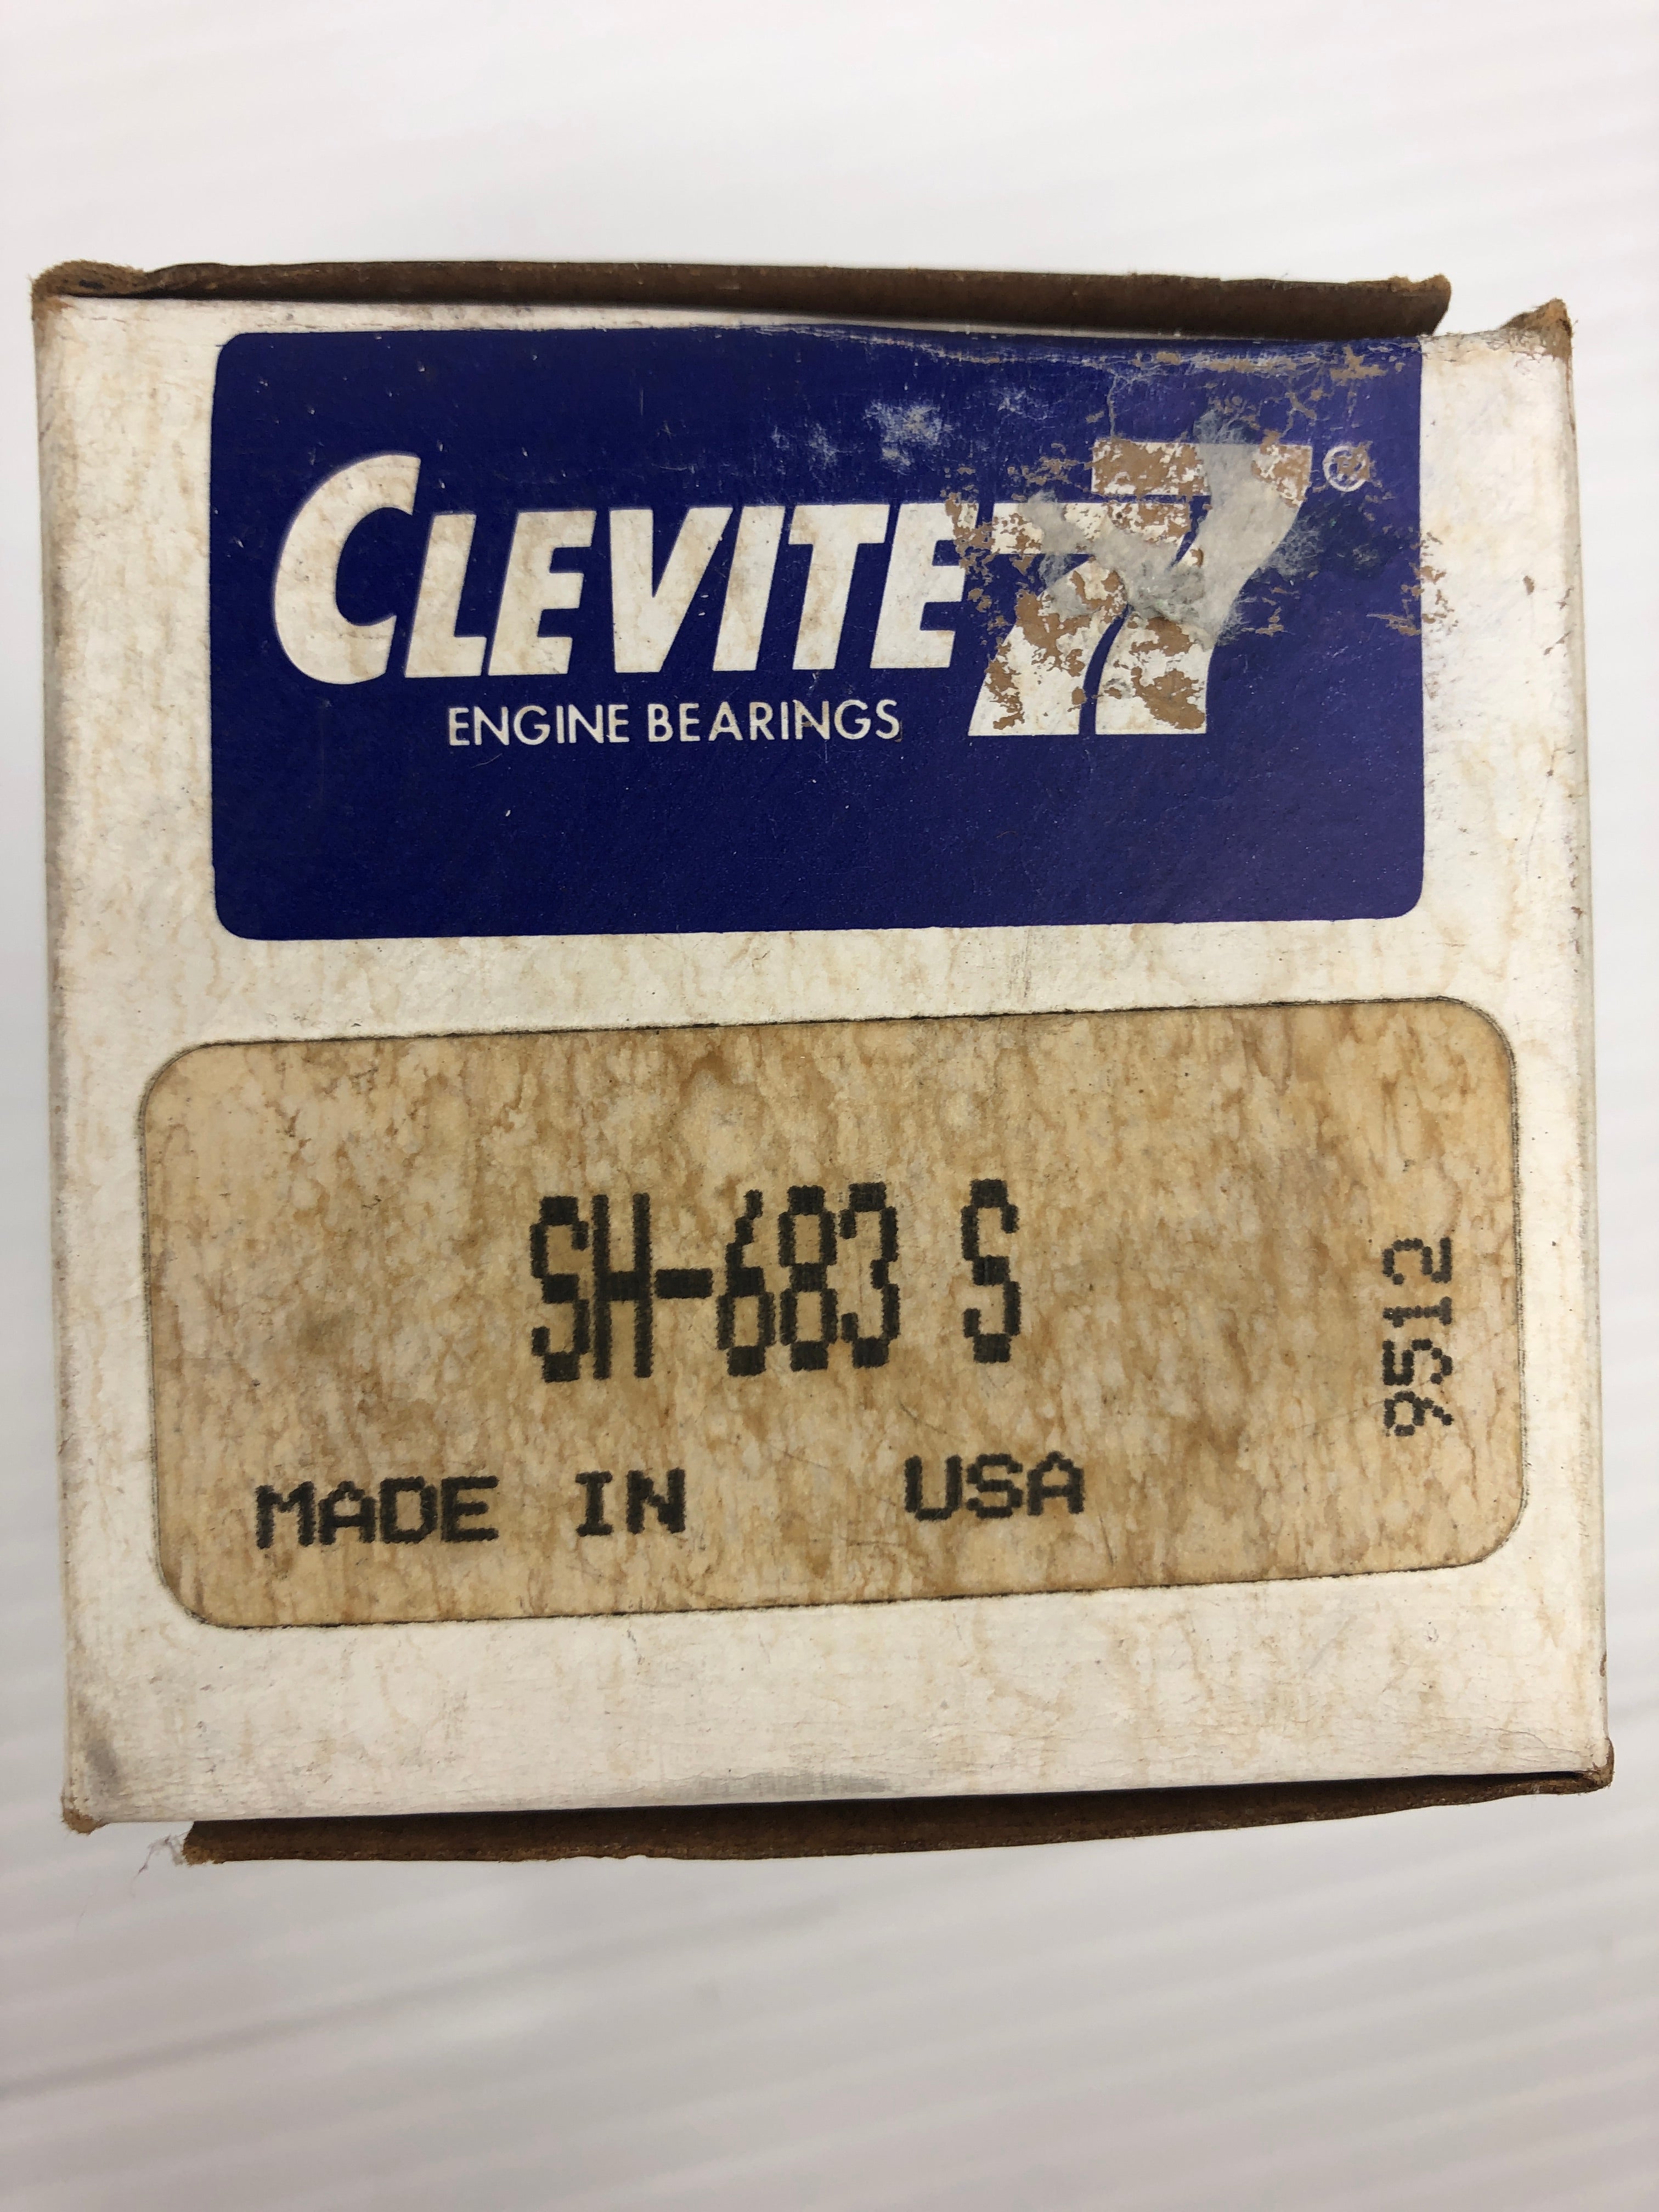 CLEVITE 77 ®
ENGINE BEARINGS
SH-683 S
9512
MADE IN USA